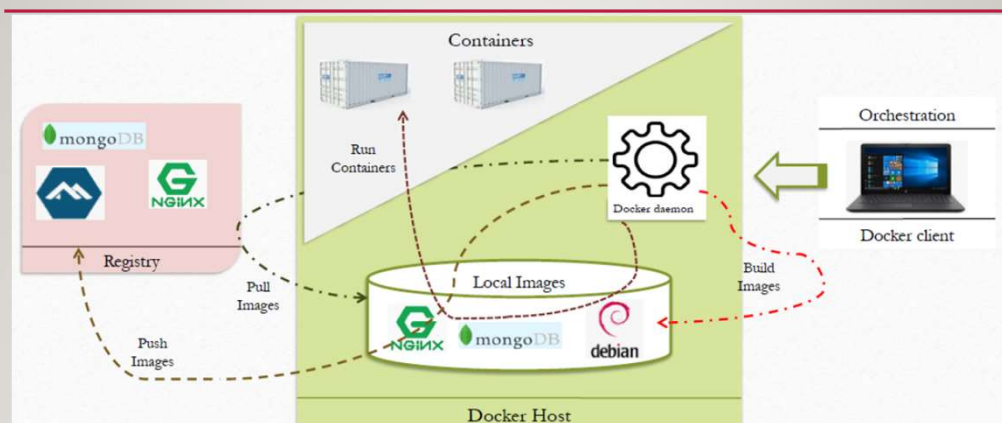 Containers
mongoDB
NGiNX
Registry
Run
Containers
Docker daemon
Orchestration
Docker client
Pull
Images
Push
Images
Build
Images
Local Images
NGiNX
mongoDB
debian
Docker Host